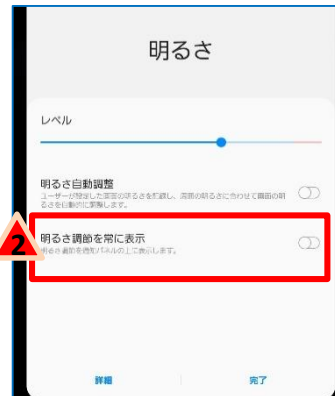 明るさ
レベル
明るさ自動調整
ユーザーが設定した画面の明るさを記録し、周囲の明るさに合わせて画面の明
るさを自動的に調整します。
2
明るさ調節を常に表示
明るさ調節を通知パネルの上に表示します。
詳細
完了